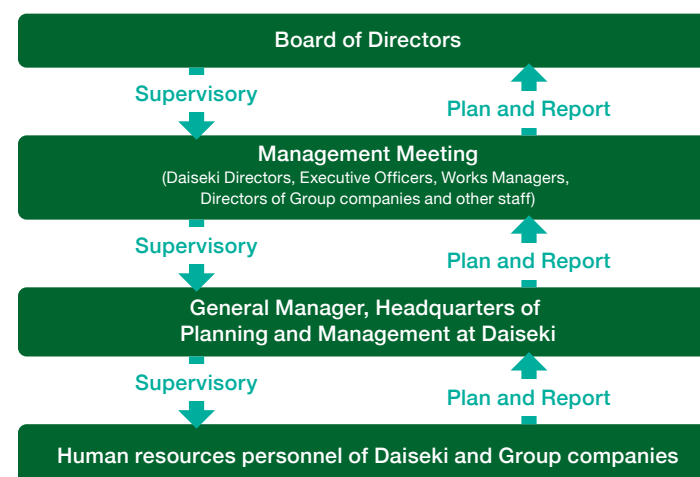 Board of Directors
Supervisory
Plan and Report
Management Meeting
(Daiseki Directors, Executive Officers, Works Managers,
Directors of Group companies and other staff)
Supervisory
Plan and Report
General Manager, Headquarters of
Planning and Management at Daiseki
Supervisory
Plan and Report
Human resources personnel of Daiseki and Group companies